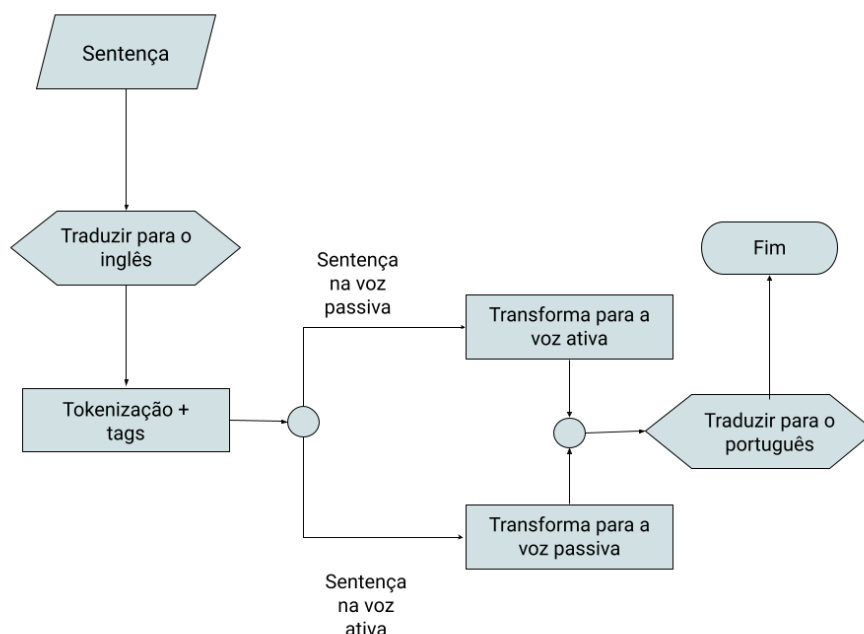 Sentença
Traduzir para o
inglês
Tokenização +
tags
Sentença
na voz
passiva
Transforma para a
voz ativa
Sentença
na voz
ativa
Transforma para a
voz passiva
Traduzir para o
português
Fim